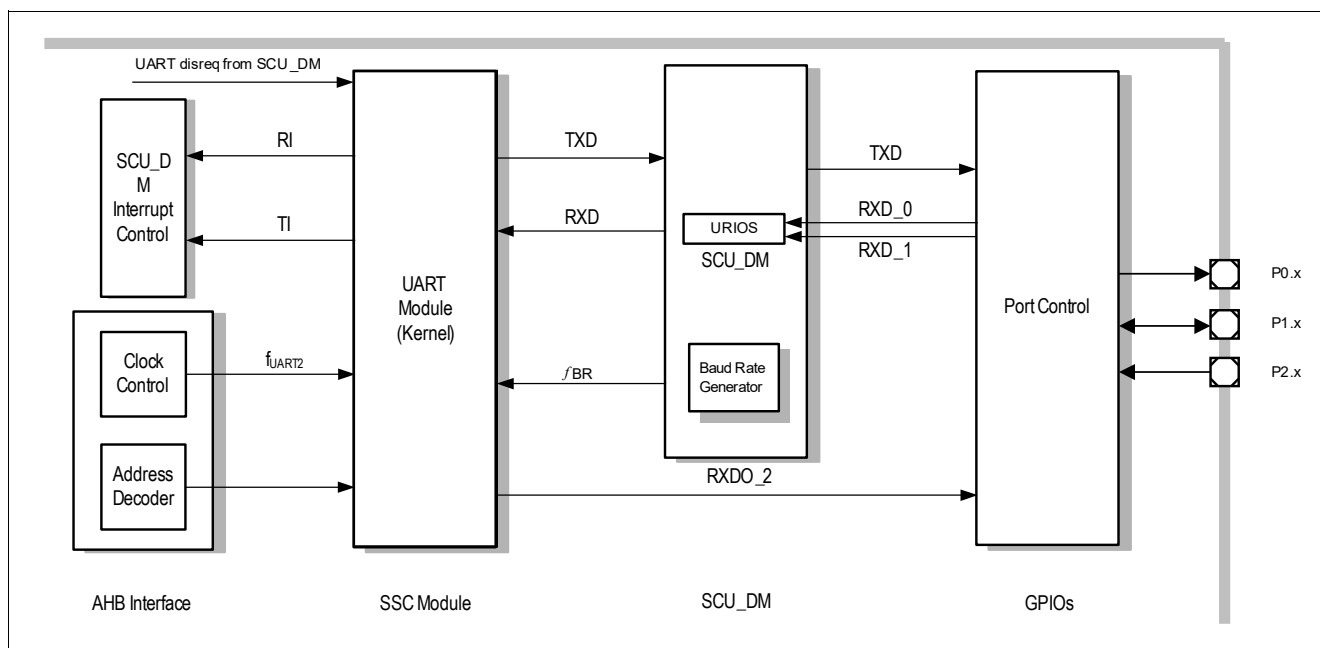 UART disreq from SCU_DM
SCU_D
M
Interrupt
Control
RI
TI
UART
Module
(Kernel)
TXD
RXD
URIOS
SCU_DM
TXD
RXD_0
RXD_1
Port Control
P0.x
P1.x
P2.x
Clock
Control
fUART2
fBR
Baud Rate
Generator
Address
Decoder
RXDO_2
AHB Interface
SSC Module
SCU_DM
GPIOs